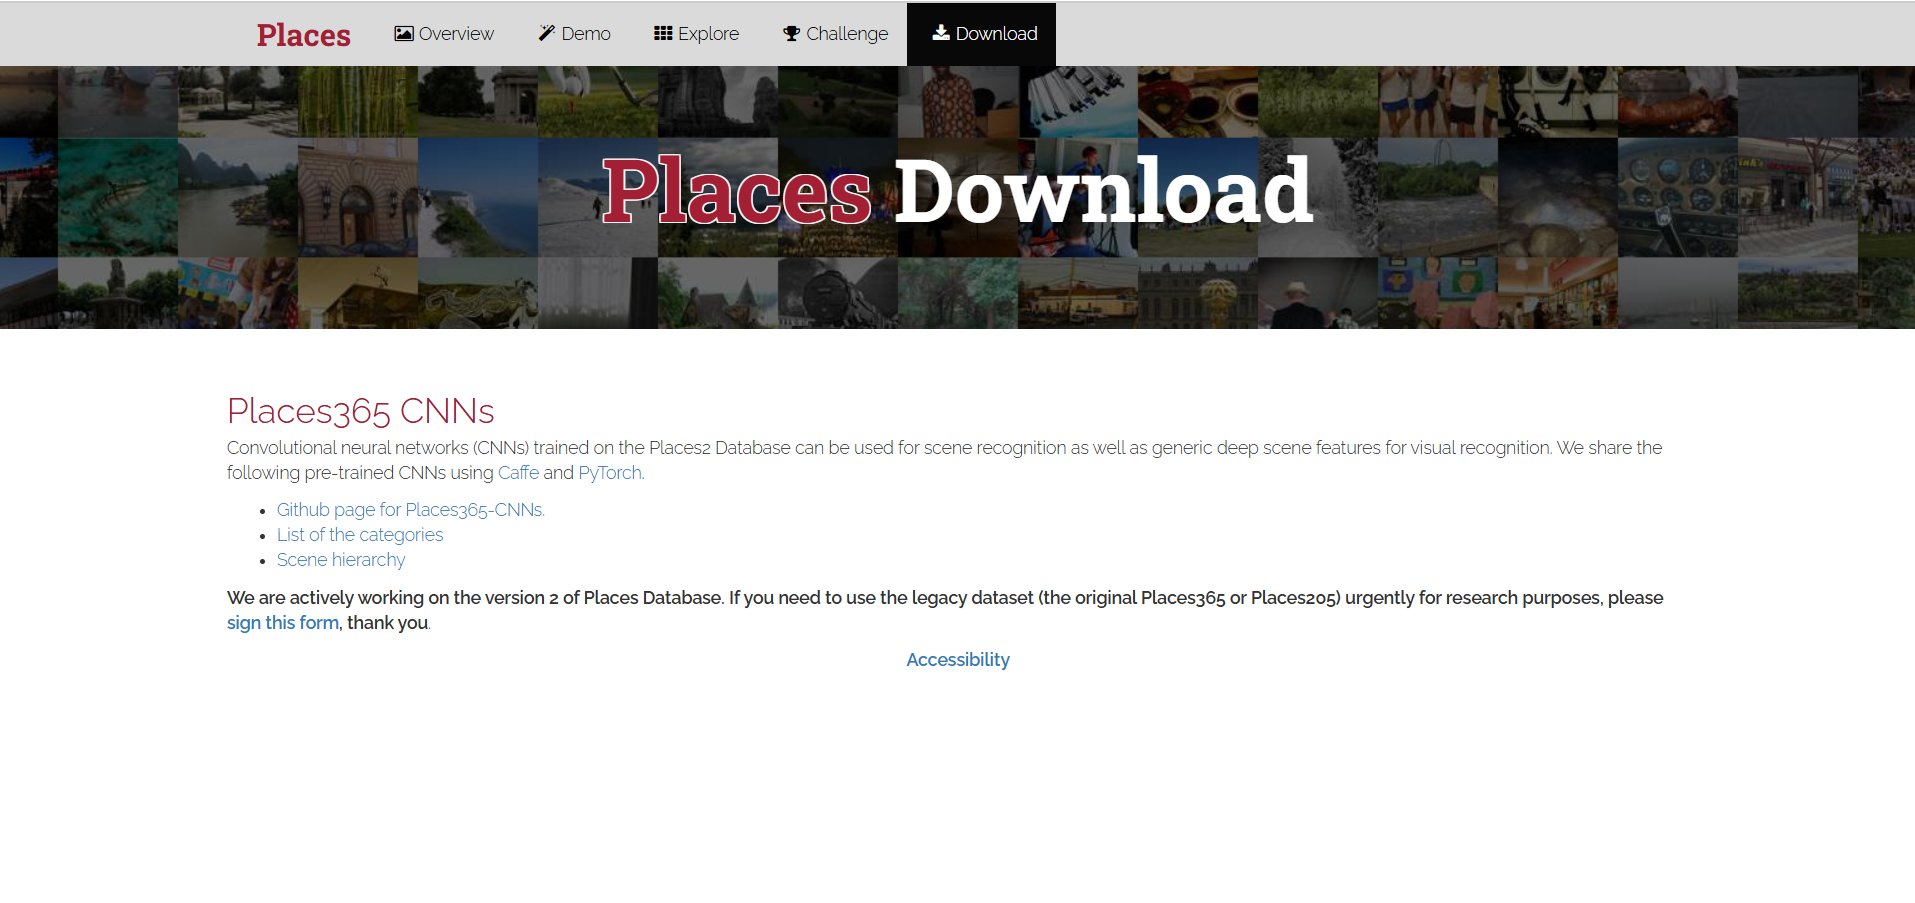 Places Overview Demo Explore Challenge Download
Places Download
Places365 CNNs
Convolutional neural networks (CNNs) trained on the Places2 Database can be used for scene recognition as well as generic deep scene features for visual recognition. We share the
following pre-trained CNNs using Caffe and PyTorch.
Github page for Places365-CNNs.
List of the categories
Scene hierarchy
We are actively working on the version 2 of Places Database. If you need to use the legacy dataset (the original Places365 or Places205) urgently for research purposes, please
sign this form, thank you.
Accessibility